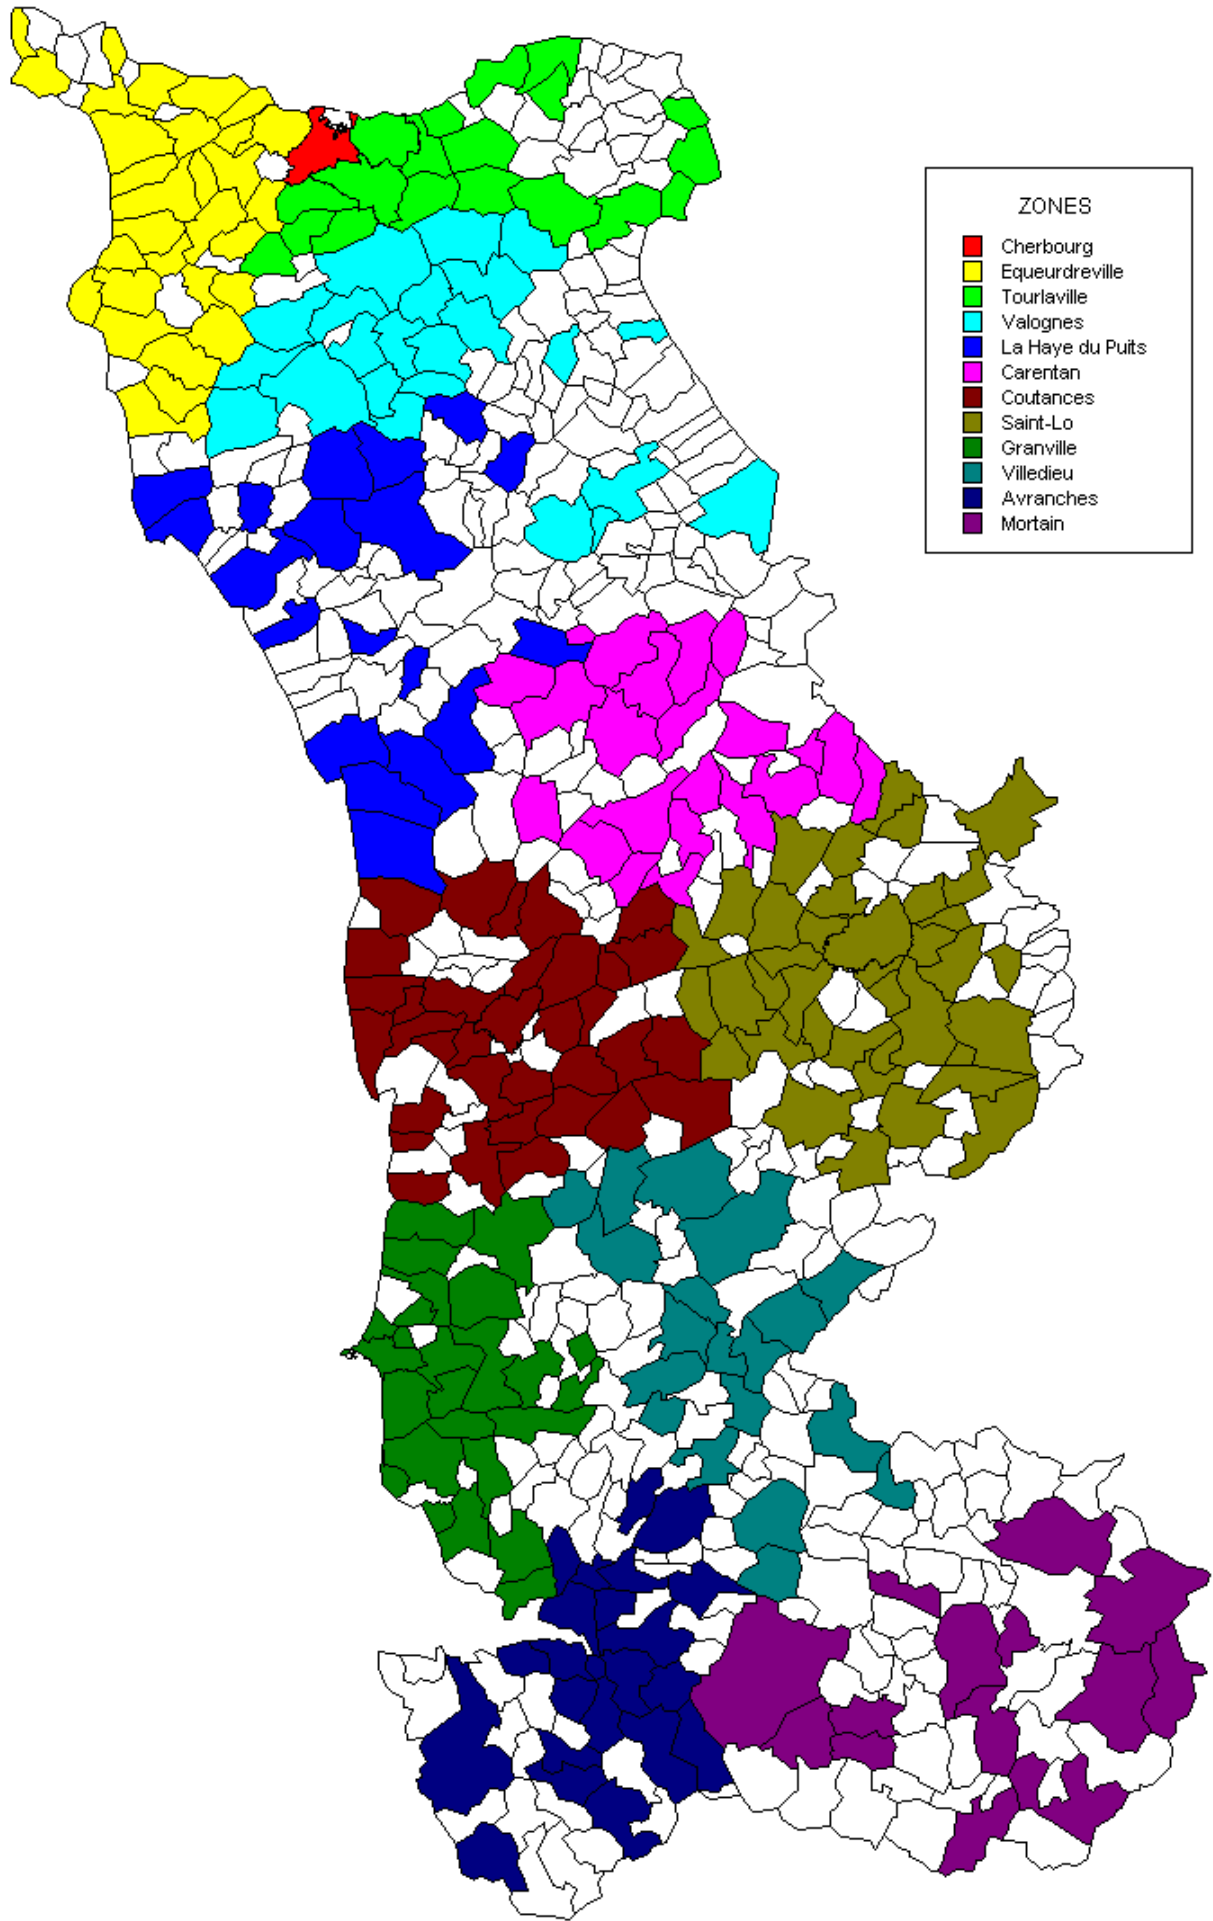 ZONES
Cherbourg
Equeurdreville
Tourlaville
Valognes
La Haye du Puits
Carentan
Coutances
Saint-Lo
Granville
Villedieu
Avranches
Mortain